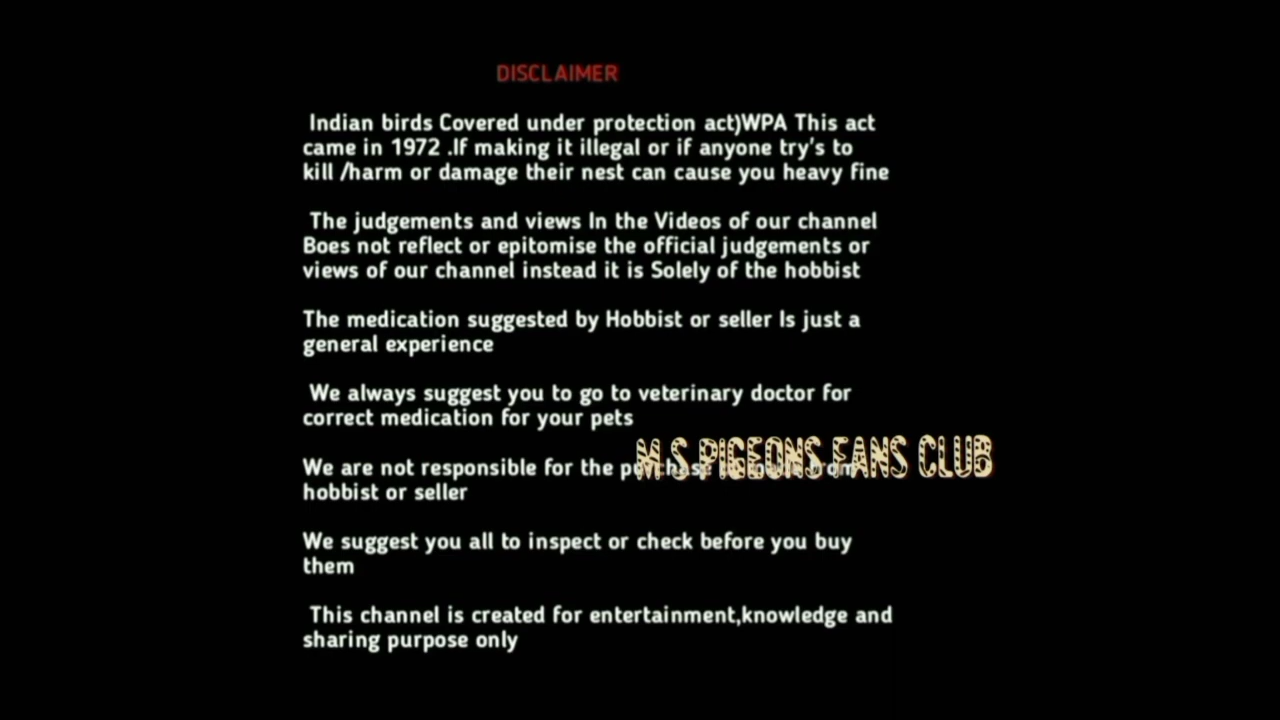 DISCLAIMER
Indian birds Covered under protection act)WPA This act
came in 1972 .If making it illegal or if anyone try's to
kill /harm or damage their nest can cause you heavy fine
The judgements and views In the Videos of our channel
Boes not reflect or epitomise the official judgements or
views of our channel instead it is Solely of the hobbist
The medication suggested by Hobbist or seller Is just a
general experience
We always suggest you to go to veterinary doctor for
correct medication for your pets
M.S.PIGEONS FANS CLUB
We are not responsible for the purchase from
hobbist or seller
We suggest you all to inspect or check before you buy
them
This channel is created for entertainment,knowledge and
sharing purpose only